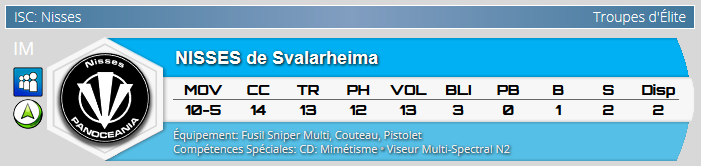 ISC: Nisses
Troupes d'Élite
IM
NISSES de Svalarheima
Nisses
PANOCEANIA
MOV CC TR PH VOL BLI PB B S Disp
10-5 14 13 12 13 3 0 1 2 2
Équipement: Fusil Sniper Multi, Couteau, Pistolet
Compétences Spéciales: CD: Mimétisme · Viseur Multi-Spectral N2